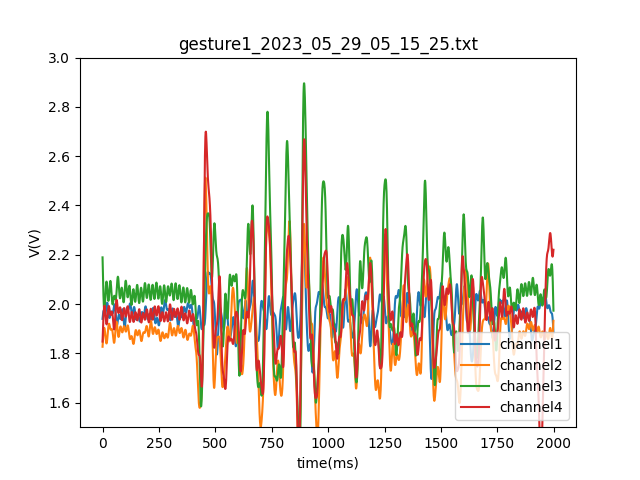 gesture1_2023_05_29_05_15_25.txt
3.0
2.8
2.6
2.4
2.2
2.0
1.8
1.6
V(V)
channel1
channel2
channel3
channel4
0 250 500 750 1000 1250 1500 1750 2000
time(ms)